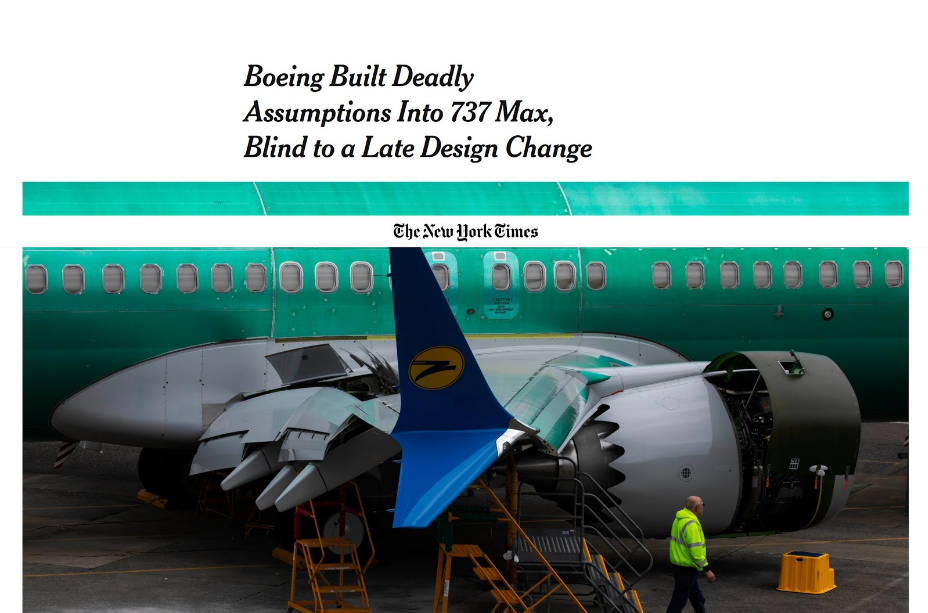 Boeing Built Deadly
Assumptions Into 737 Max,
Blind to a Late Design Change
The New York Times